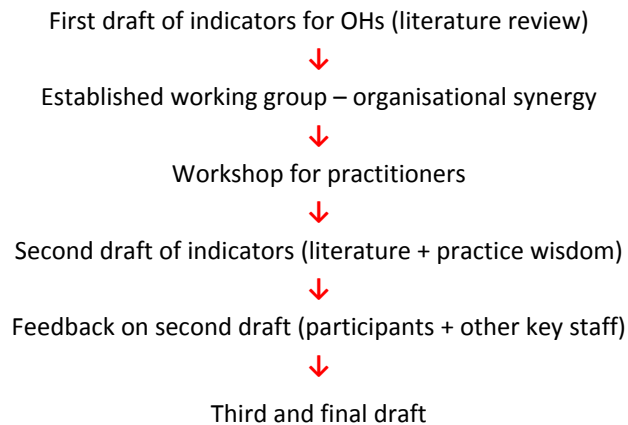 First draft of indicators for OHs (literature review)
Established working group – organisational synergy
Workshop for practitioners
Second draft of indicators (literature + practice wisdom)
Feedback on second draft (participants + other key staff)
Third and final draft